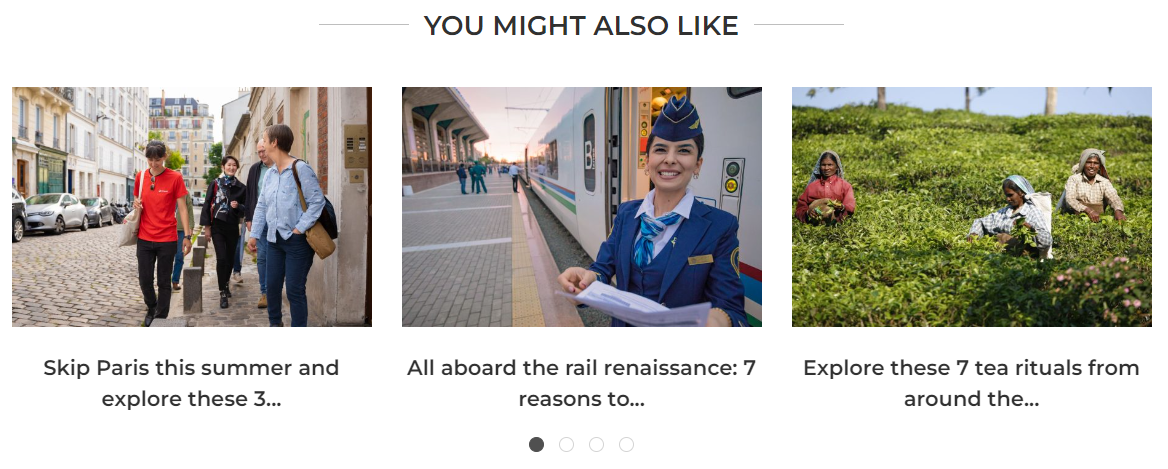 YOU MIGHT ALSO LIKE
B
Skip Paris this summer and
explore these 3...
All aboard the rail renaissance: 7
reasons to...
Explore these 7 tea rituals from
around the...